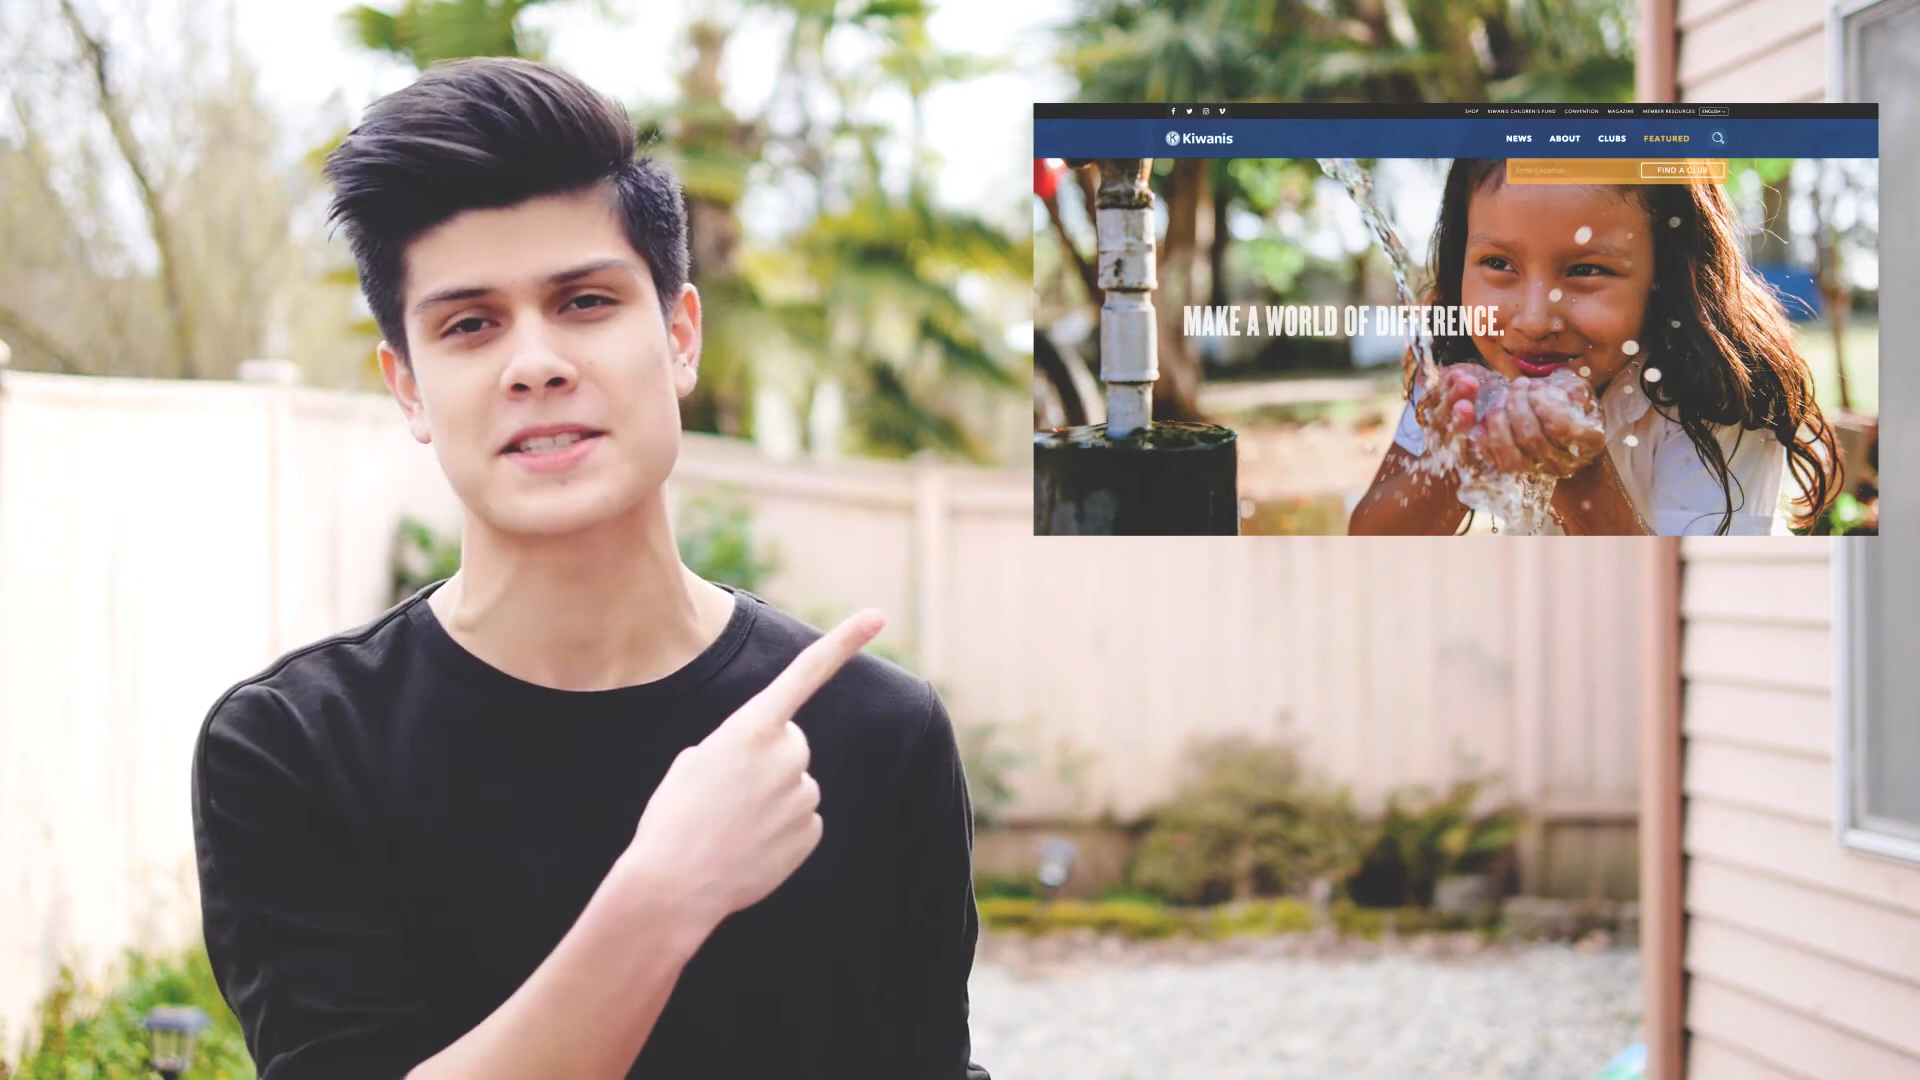 SHOP KIWANIS CHILDREN'S FUND CONVENTION MAGAZINE MEMBER RESOURCES ENGLISH
Kiwanis
NEWS ABOUT CLUBS FEATURED
Enter Location
FIND A CLUB
MAKE A WORLD OF DIFFERENCE.